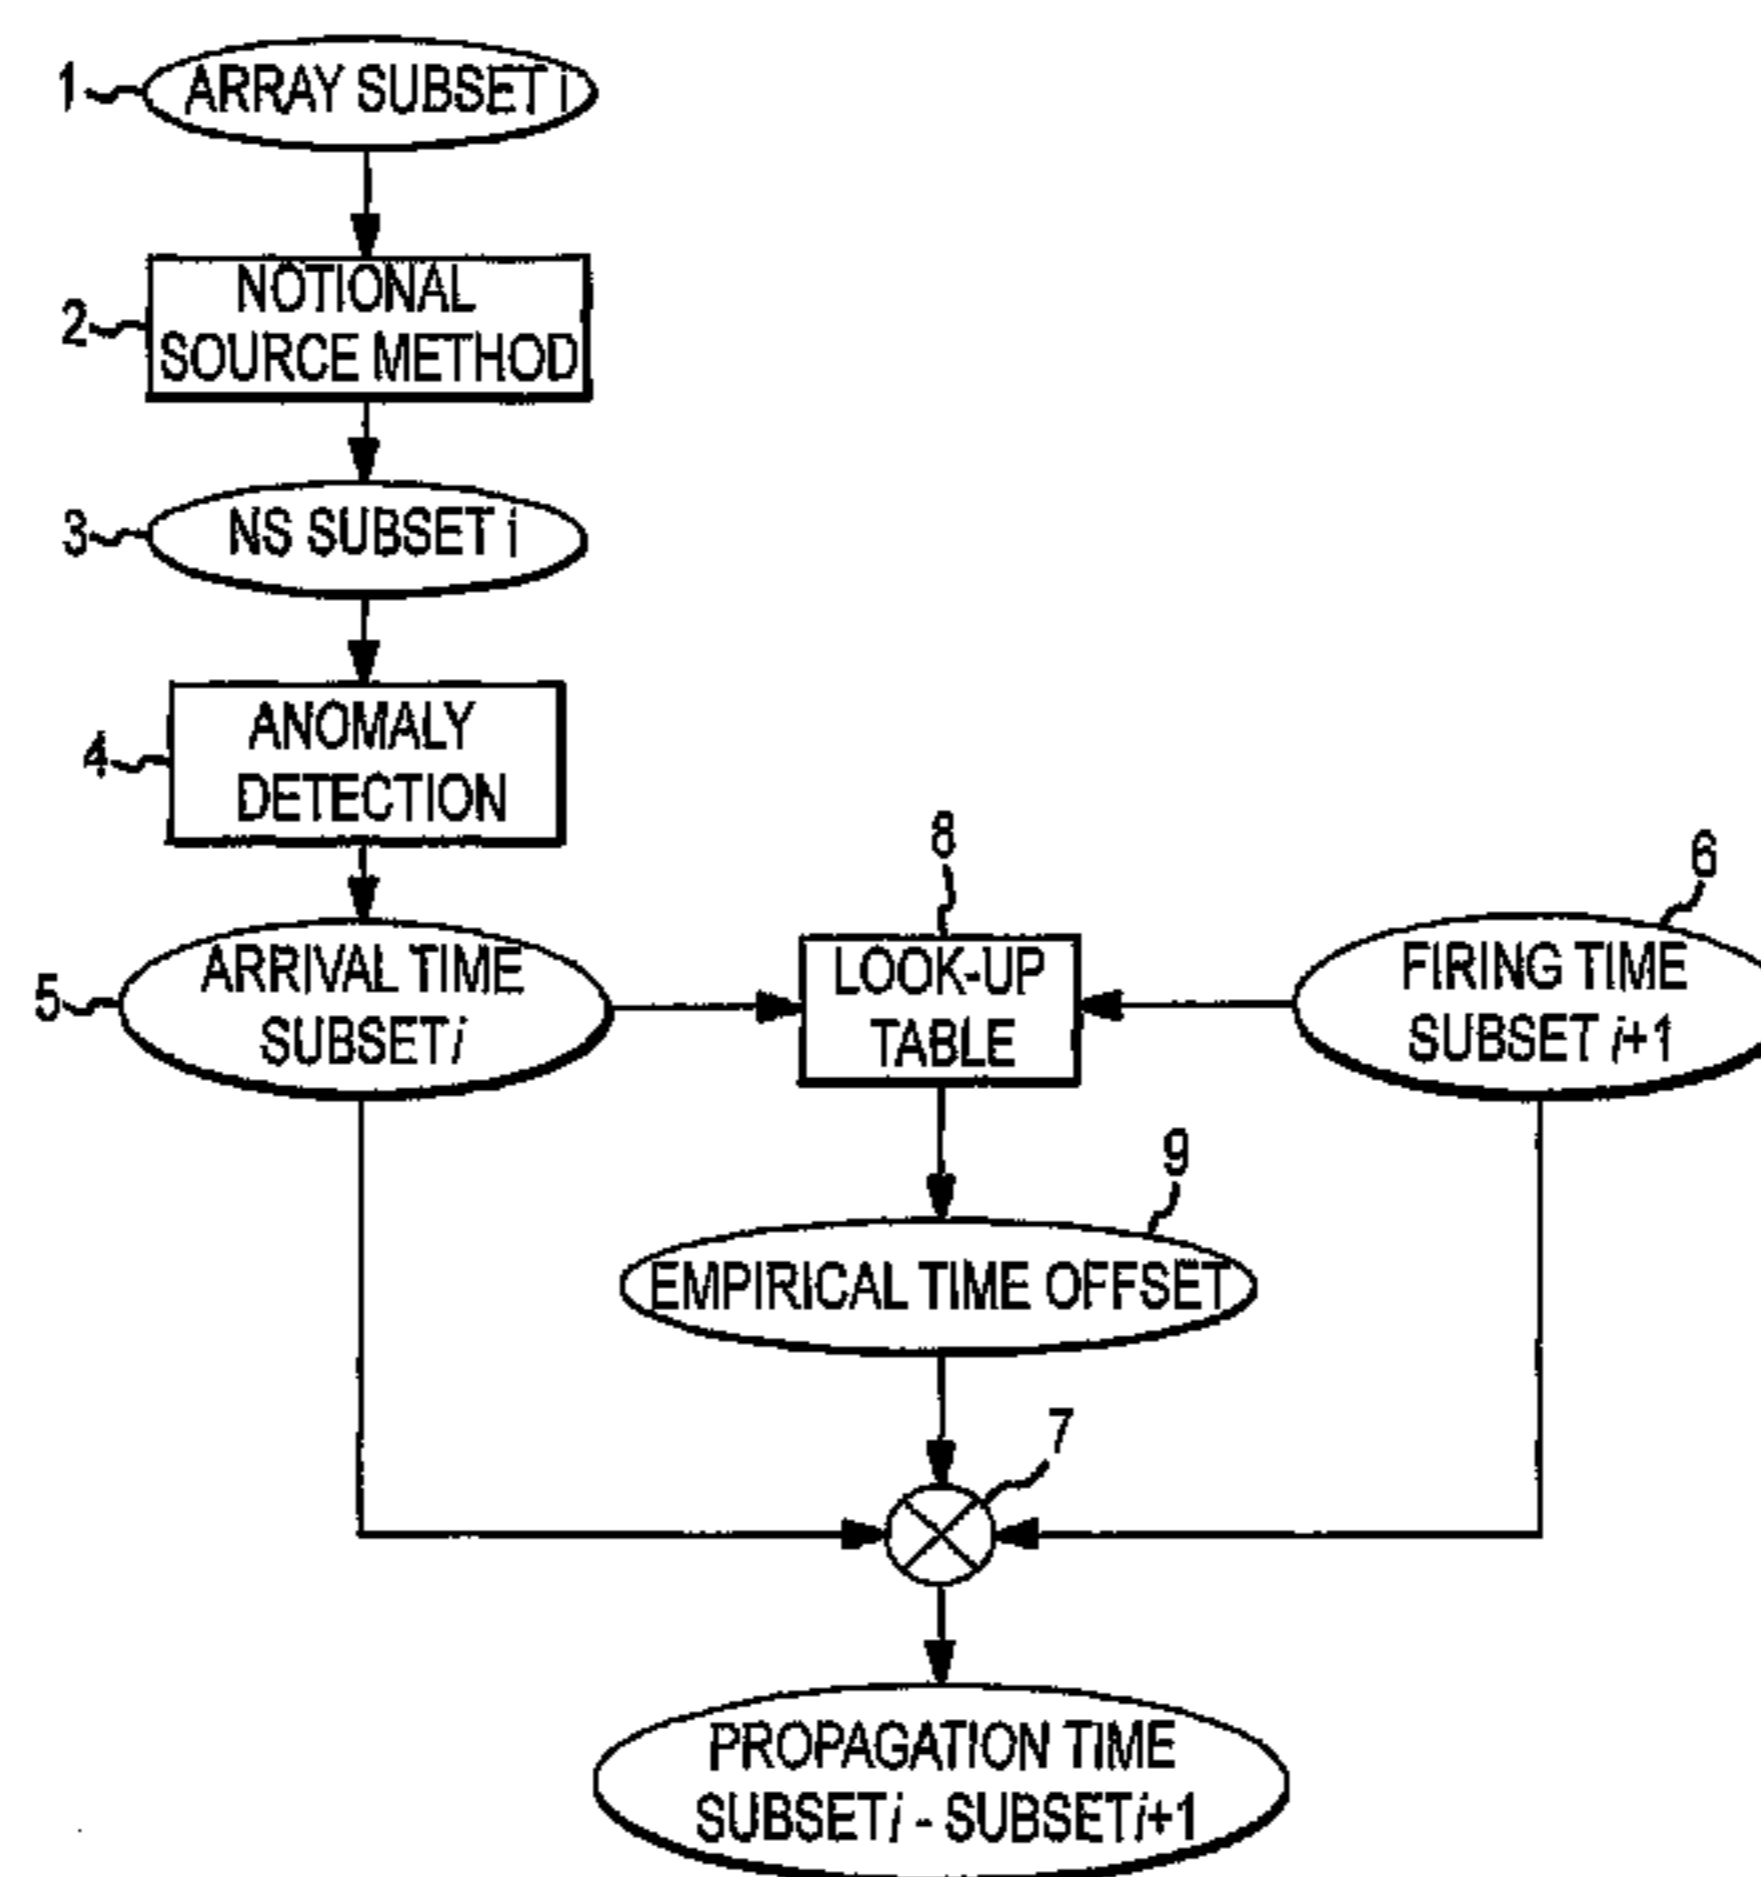 1
ARRAY SUBSET i
2
NOTIONAL
SOURCE METHOD
3
NS SUBSET i
4
ANOMALY
DETECTION
5
ARRIVAL TIME
SUBSET i
8
LOOK-UP
TABLE
6
FIRING TIME
SUBSET i+1
9
EMPIRICAL TIME OFFSET
7
PROPAGATION TIME
SUBSET i - SUBSET i+1